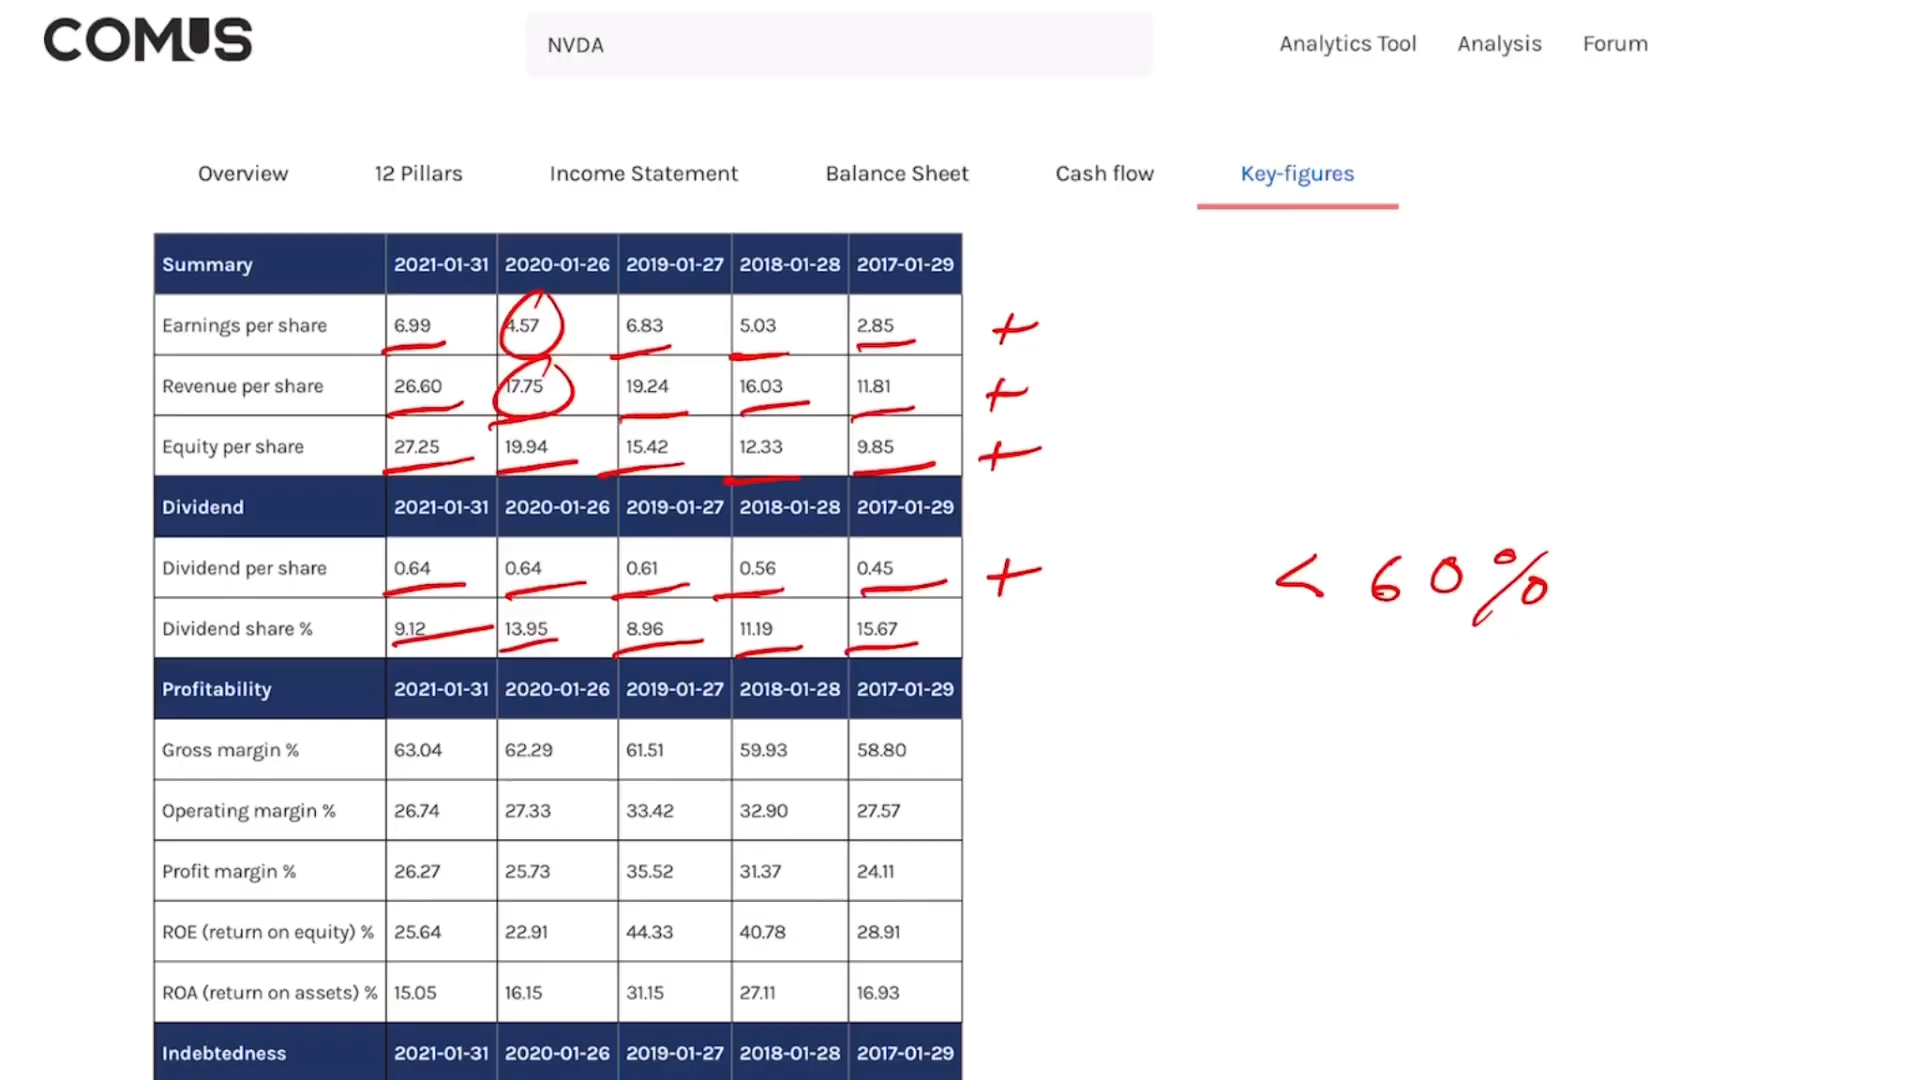 COMUS NVDA Analytics Tool Analysis Forum
Overview 12 Pillars Income Statement Balance Sheet Cash flow Key-figures
Summary 2021-01-31 2020-01-26 2019-01-27 2018-01-28 2017-01-29
Earnings per share 6.99 4.57 6.83 5.03 2.85 +
Revenue per share 26.60 17.75 19.24 16.03 11.81 +
Equity per share 27.25 19.94 15.42 12.33 9.85 +
Dividend 2021-01-31 2020-01-26 2019-01-27 2018-01-28 2017-01-29
Dividend per share 0.64 0.64 0.61 0.56 0.45 + < 60%
Dividend share % 9.12 13.95 8.96 11.19 15.67
Profitability 2021-01-31 2020-01-26 2019-01-27 2018-01-28 2017-01-29
Gross margin % 63.04 62.29 61.51 59.93 58.80
Operating margin % 26.74 27.33 33.42 32.90 27.57
Profit margin % 26.27 25.73 35.52 31.37 24.11
ROE (return on equity) % 25.64 22.91 44.33 40.78 28.91
ROA (return on assets) % 15.05 16.15 31.15 27.11 16.93
Indebtedness 2021-01-31 2020-01-26 2019-01-27 2018-01-28 2017-01-29